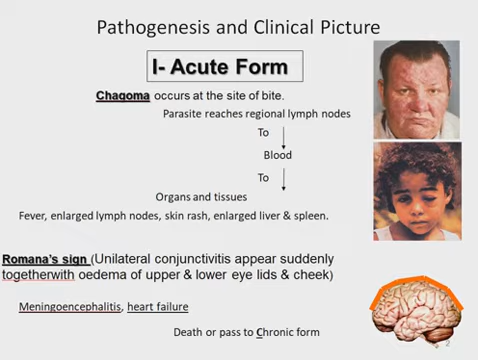 Pathogenesis and Clinical Picture
I- Acute Form
Chagoma occurs at the site of bite.
Parasite reaches regional lymph nodes
To
Blood
To
Organs and tissues
Fever, enlarged lymph nodes, skin rash, enlarged liver & spleen.
Romana's sign (Unilateral conjunctivitis appear suddenly
togetherwith oedema of upper & lower eye lids & cheek)
Meningoencephalitis, heart failure
Death or pass to Chronic form